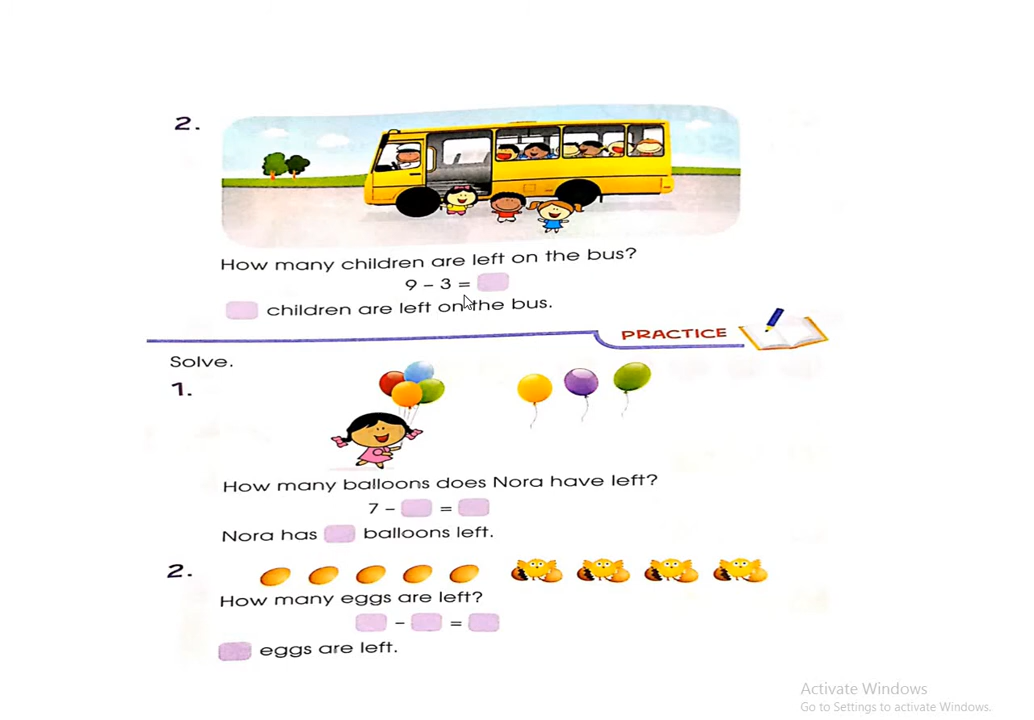 2.
How many children are left on the bus?
9 – 3 =
children are left on the bus.
PRACTICE
Solve.
1.
How many balloons does Nora have left?
7 – =
Nora has balloons left.
2.
How many eggs are left?
– =
eggs are left.
Activate Windows
Go to Settings to activate Windows.